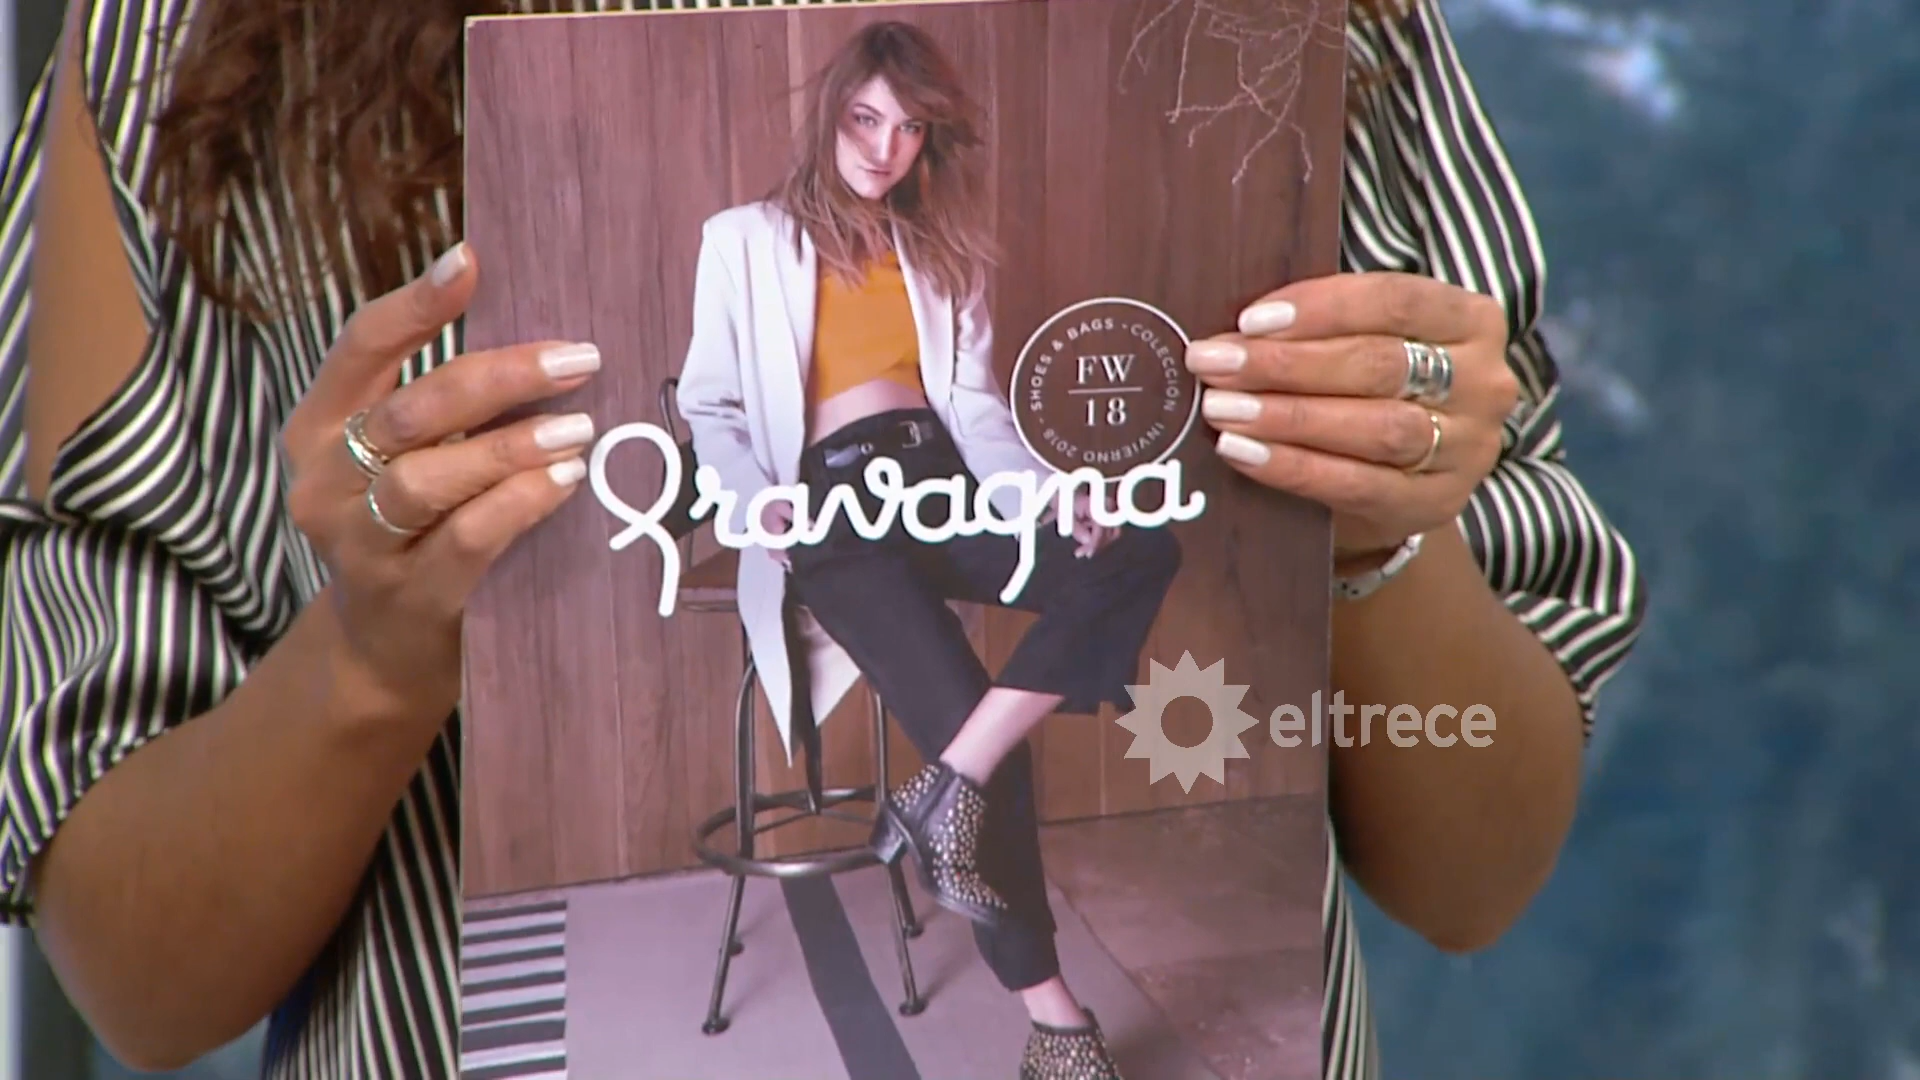 SHOES & BAGS - COLECCIÓN INVIERNO 2018 -
FW
18
Gravagna
eltrece